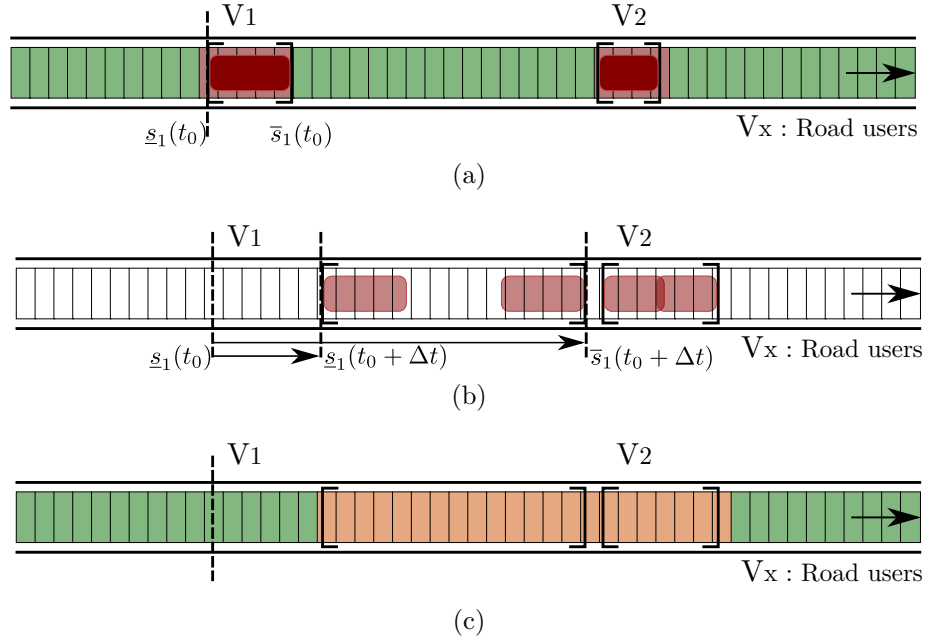 V1 V2
s̲₁(t₀) s̅₁(t₀)
Vx : Road users
(a)
V1 V2
s̲₁(t₀) s̲₁(t₀ + Δt) s̅₁(t₀ + Δt)
Vx : Road users
(b)
V1 V2
Vx : Road users
(c)